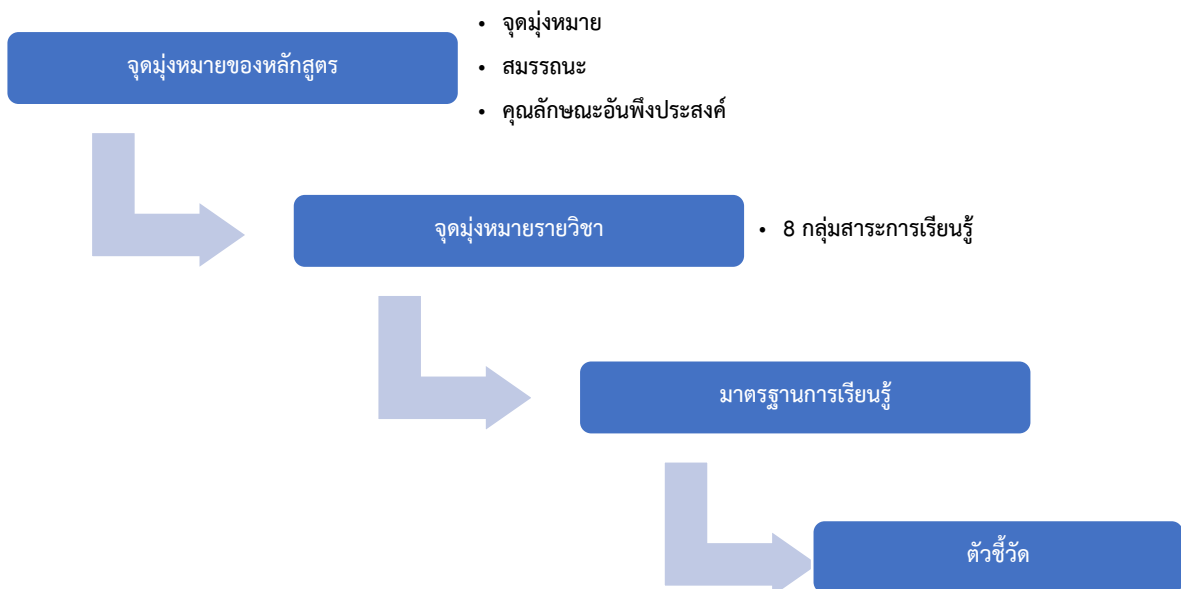 จุดมุ่งหมายของหลักสูตร
• จุดมุ่งหมาย
• สมรรถนะ
• คุณลักษณะอันพึงประสงค์
จุดมุ่งหมายรายวิชา
• 8 กลุ่มสาระการเรียนรู้
มาตรฐานการเรียนรู้
ตัวชี้วัด